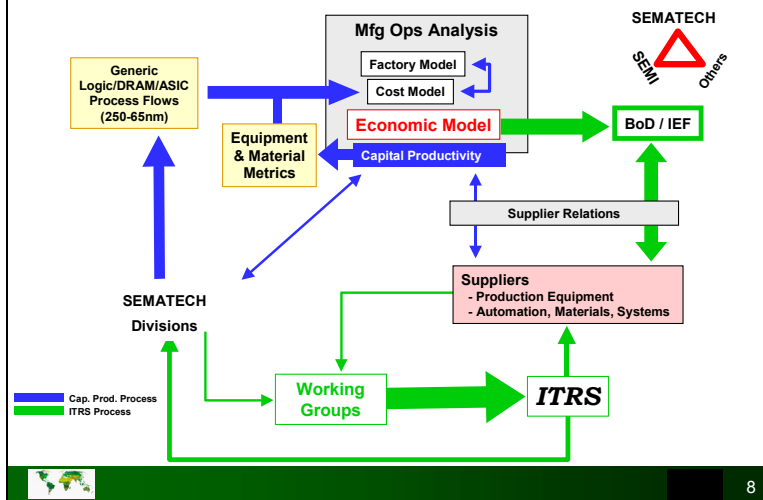 Mfg Ops Analysis
Factory Model
Cost Model
Economic Model
Capital Productivity
SEMATECH
SEMI
Others
BoD / IEF
Generic
Logic/DRAM/ASIC
Process Flows
(250-65nm)
Equipment
& Material
Metrics
Supplier Relations
Suppliers
- Production Equipment
- Automation, Materials, Systems
SEMATECH
Divisions
Working
Groups
ITRS
Cap. Prod. Process
ITRS Process
8